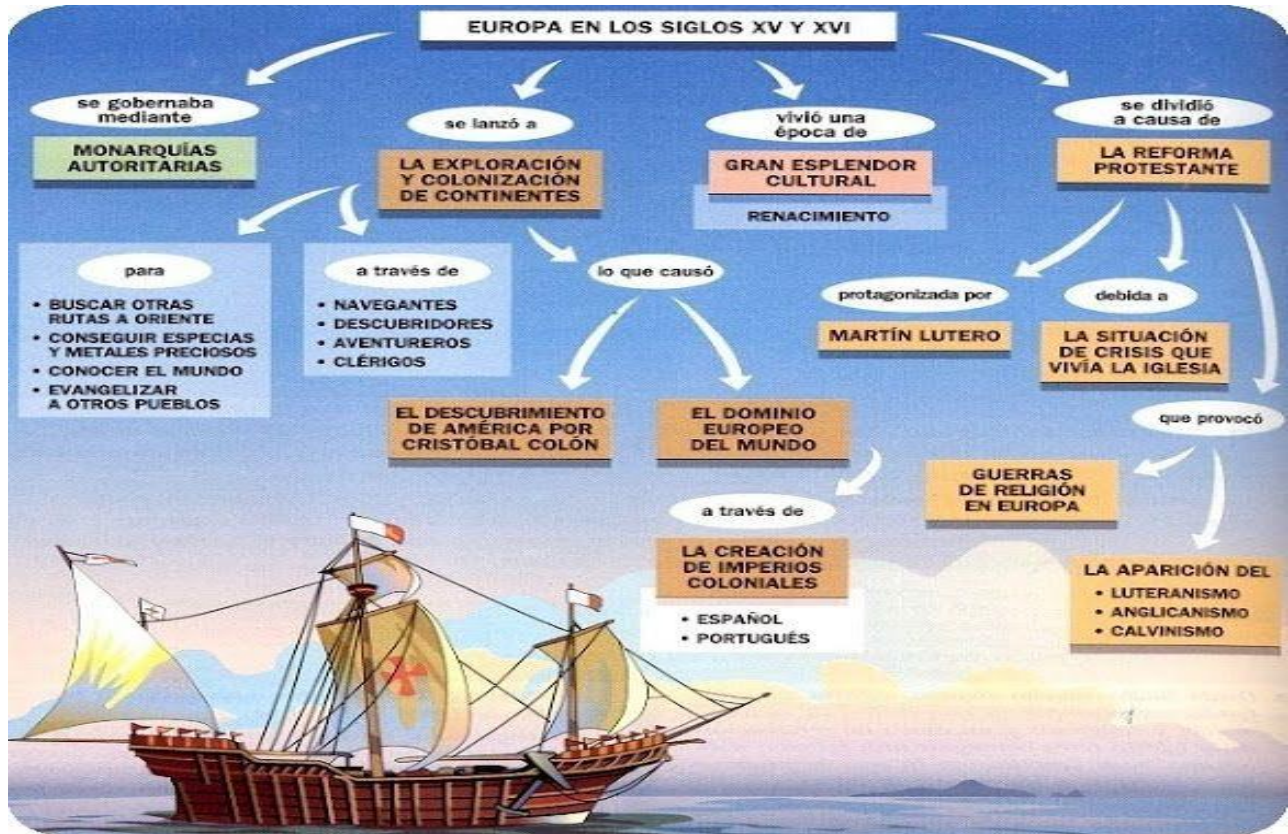 EUROPA EN LOS SIGLOS XV Y XVI
se gobernaba
mediante
MONARQUÍAS
AUTORITARIAS
se lanzó a
LA EXPLORACIÓN
Y COLONIZACIÓN
DE CONTINENTES
vivió una
época de
GRAN ESPLENDOR
CULTURAL
RENACIMIENTO
se dividió
a causa de
LA REFORMA
PROTESTANTE
para
• BUSCAR OTRAS
RUTAS A ORIENTE
• CONSEGUIR ESPECIAS
Y METALES PRECIOSOS
• CONOCER EL MUNDO
• EVANGELIZAR
A OTROS PUEBLOS
a través de
• NAVEGANTES
• DESCUBRIDORES
• AVENTUREROS
• CLÉRIGOS
lo que causó
EL DESCUBRIMIENTO
DE AMÉRICA POR
CRISTÓBAL COLÓN
EL DOMINIO
EUROPEO
DEL MUNDO
a través de
LA CREACIÓN
DE IMPERIOS
COLONIALES
• ESPAÑOL
• PORTUGUÉS
protagonizada por
MARTÍN LUTERO
debida a
LA SITUACIÓN
DE CRISIS QUE
VIVÍA LA IGLESIA
que provocó
GUERRAS
DE RELIGIÓN
EN EUROPA
LA APARICIÓN DEL
• LUTERANISMO
• ANGLICANISMO
• CALVINISMO